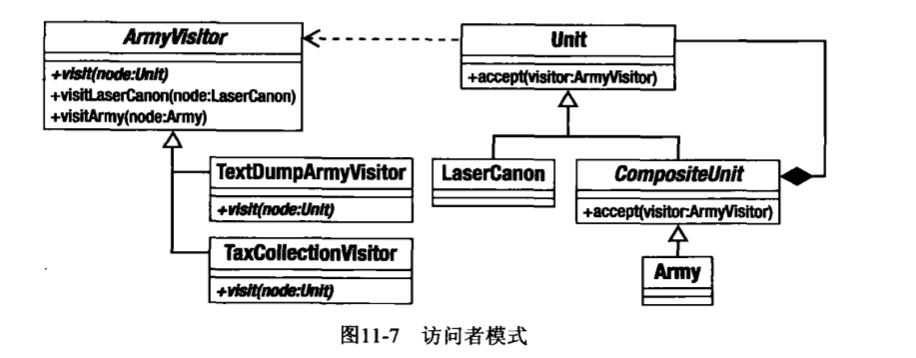 ArmyVisitor
+visit(node:Unit)
+visitLaserCanon(node:LaserCanon)
+visitArmy(node:Army)
TextDumpArmyVisitor
+visit(node:Unit)
TaxCollectionVisitor
+visit(node:Unit)
Unit
+accept(visitor:ArmyVisitor)
LaserCanon
CompositeUnit
+accept(visitor:ArmyVisitor)
Army
图11-7 访问者模式